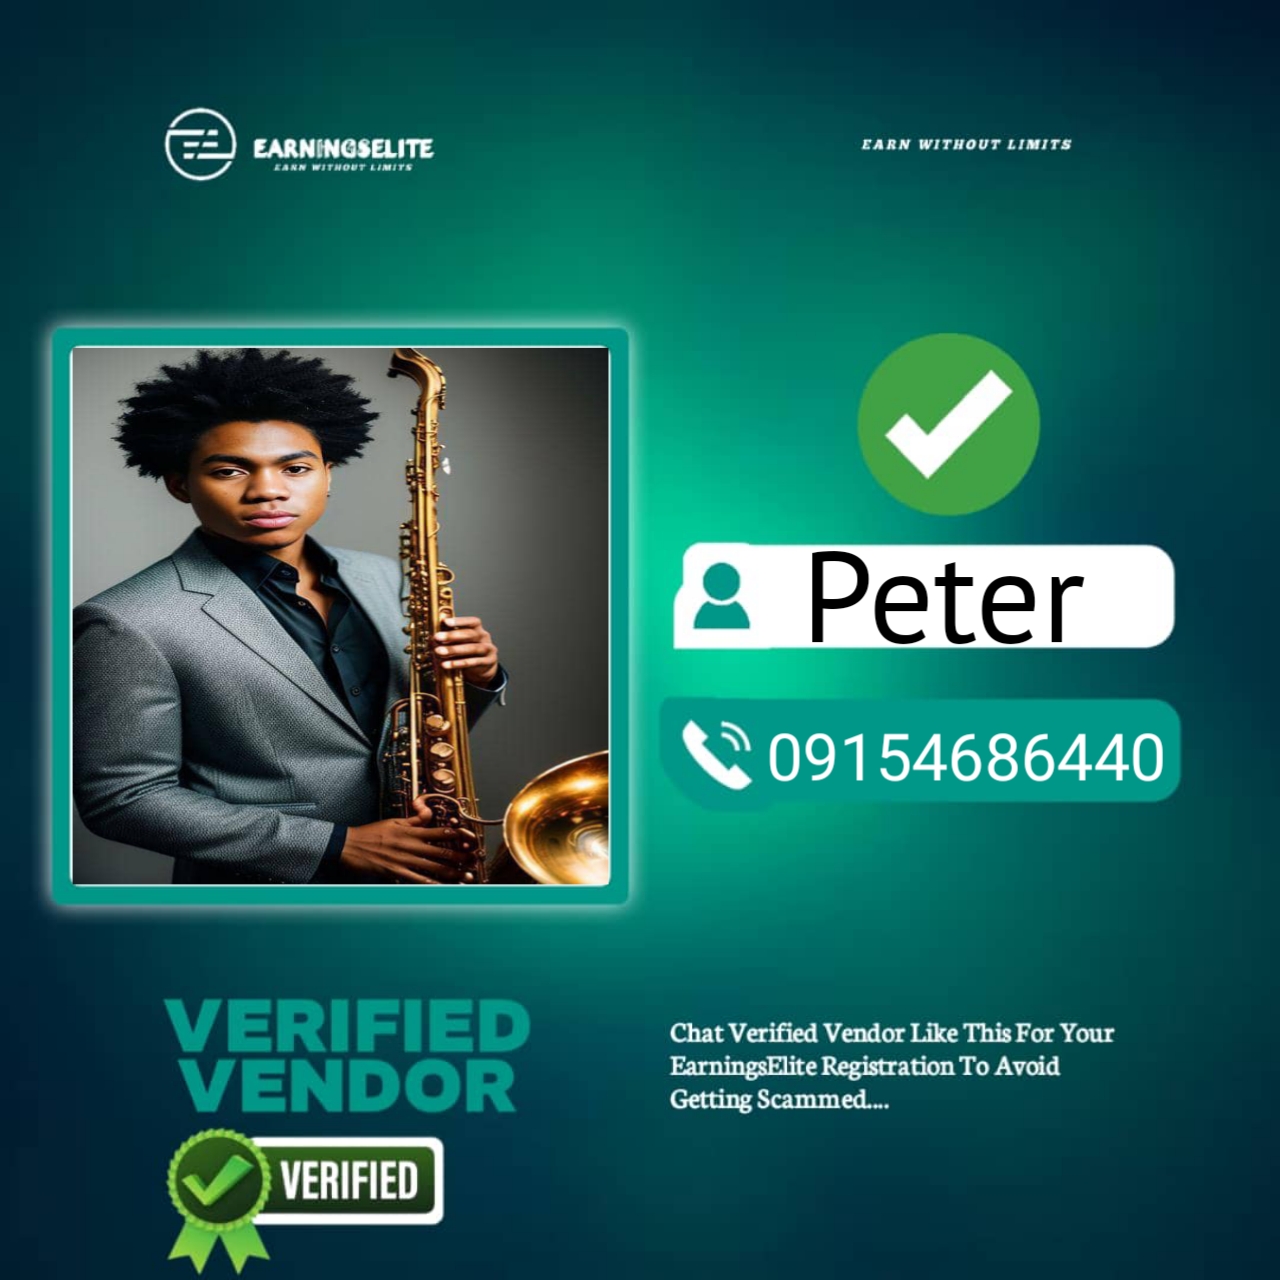 EARNINGSELITE
EARN WITHOUT LIMITS
EARN WITHOUT LIMITS
Peter
09154686440
VERIFIED
VENDOR
VERIFIED
Chat Verified Vendor Like This For Your
EarningsElite Registration To Avoid
Getting Scammed....